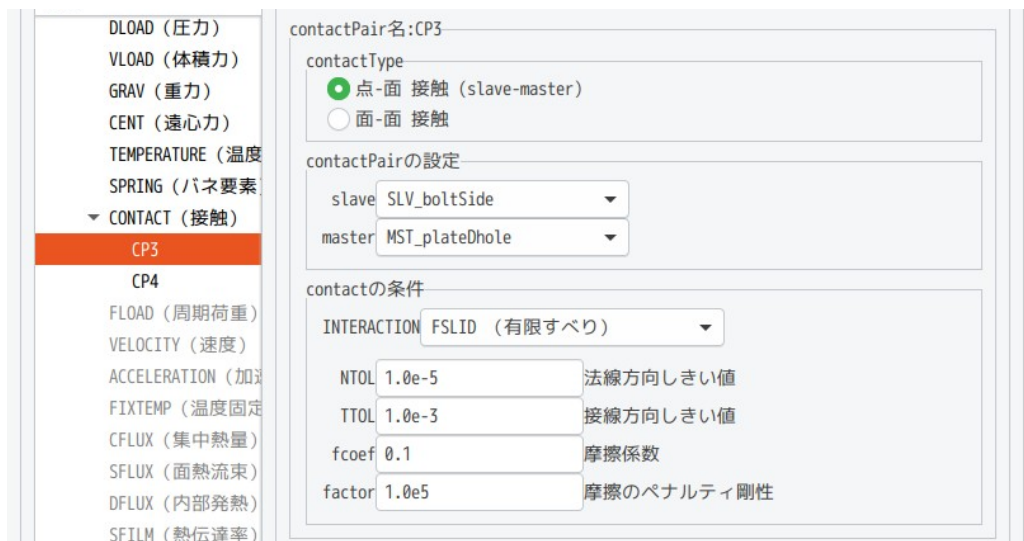 DLOAD (圧力)
VLOAD (体積力)
GRAV (重力)
CENT (遠心力)
TEMPERATURE (温度
SPRING (バネ要素
CONTACT (接触)
CP3
CP4
FLOAD (周期荷重)
VELOCITY (速度)
ACCELERATION (加速
FIXTEMP (温度固定
CFLUX (集中熱量)
SFLUX (面熱流束)
DFLUX (内部発熱)
SFILM (熱伝達率)
contactPair名:CP3
contactType
点-面 接触 (slave-master)
面-面 接触
contactPairの設定
slave SLV_boltSide
master MST_plateDhole
contactの条件
INTERACTION FSLID (有限すべり)
NTOL 1.0e-5 法線方向しきい値
TTOL 1.0e-3 接線方向しきい値
fcoef 0.1 摩擦係数
factor 1.0e5 摩擦のペナルティ剛性